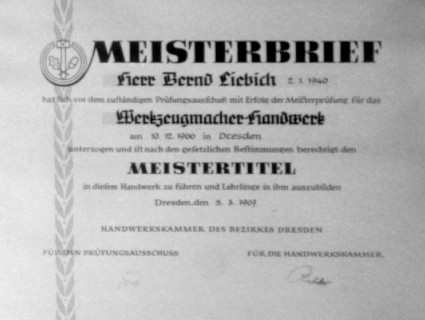 MEISTERBRIEF
Herr Bernd Liebich 2. 1. 1940
hat sich vor dem zuständigen Prüfungsausschuß mit Erfolg der Meisterprüfung für das
Werkzeugmacher-Handwerk
am 10. 12. 1966 in Dresden
unterzogen und ist nach den gesetzlichen Bestimmungen berechtigt den
MEISTERTITEL
in diesem Handwerk zu führen und Lehrlinge in ihm auszubilden
Dresden, den 5. 3. 1967
HANDWERKSKAMMER DES BEZIRKES DRESDEN
FÜR DEN PRÜFUNGSAUSSCHUSS FÜR DIE HANDWERKSKAMMER